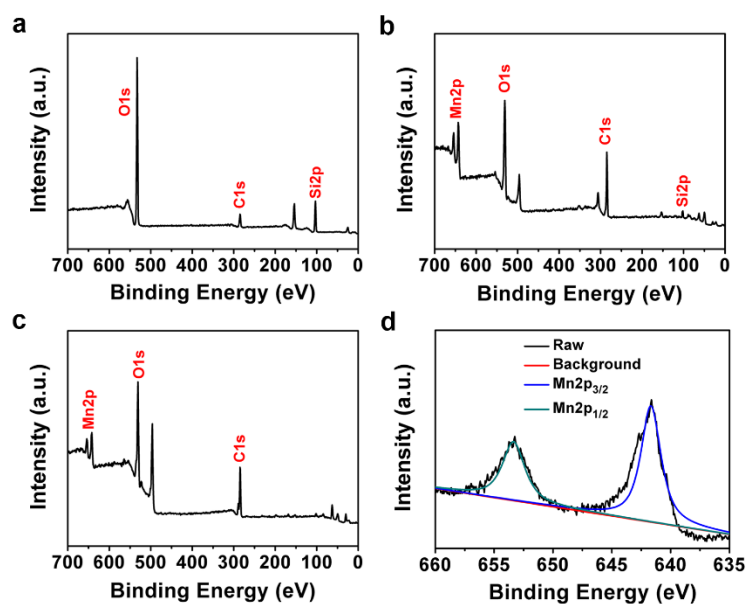 a
O1s
C1s
Si2p
Intensity (a.u.)
700 600 500 400 300 200 100 0
Binding Energy (eV)
b
Mn2p
O1s
C1s
Si2p
Intensity (a.u.)
700 600 500 400 300 200 100 0
Binding Energy (eV)
c
Mn2p
O1s
C1s
Intensity (a.u.)
700 600 500 400 300 200 100 0
Binding Energy (eV)
d
Raw
Background
Mn2p3/2
Mn2p1/2
Intensity (a.u.)
660 655 650 645 640 635
Binding Energy (eV)